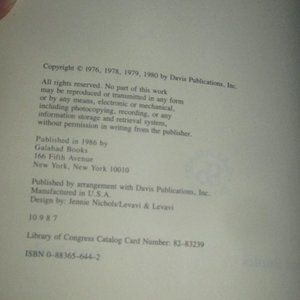 Copyright © 1976, 1978, 1979, 1980 by Davis Publications, Inc.
All rights reserved. No part of this work
may be reproduced or transmitted in any form
or by any means, electronic or mechanical,
including photocopying, recording, or any
information storage and retrieval system,
without permission in writing from the publisher.
Published in 1986 by
Galahad Books
166 Fifth Avenue
New York, New York 10010
Published by arrangement with Davis Publications, Inc.
Manufactured in U.S.A.
Design by: Jennie Nichols/Levavi & Levavi
10 9 8 7
Library of Congress Catalog Card Number: 82-83239
ISBN 0-88365-644-2